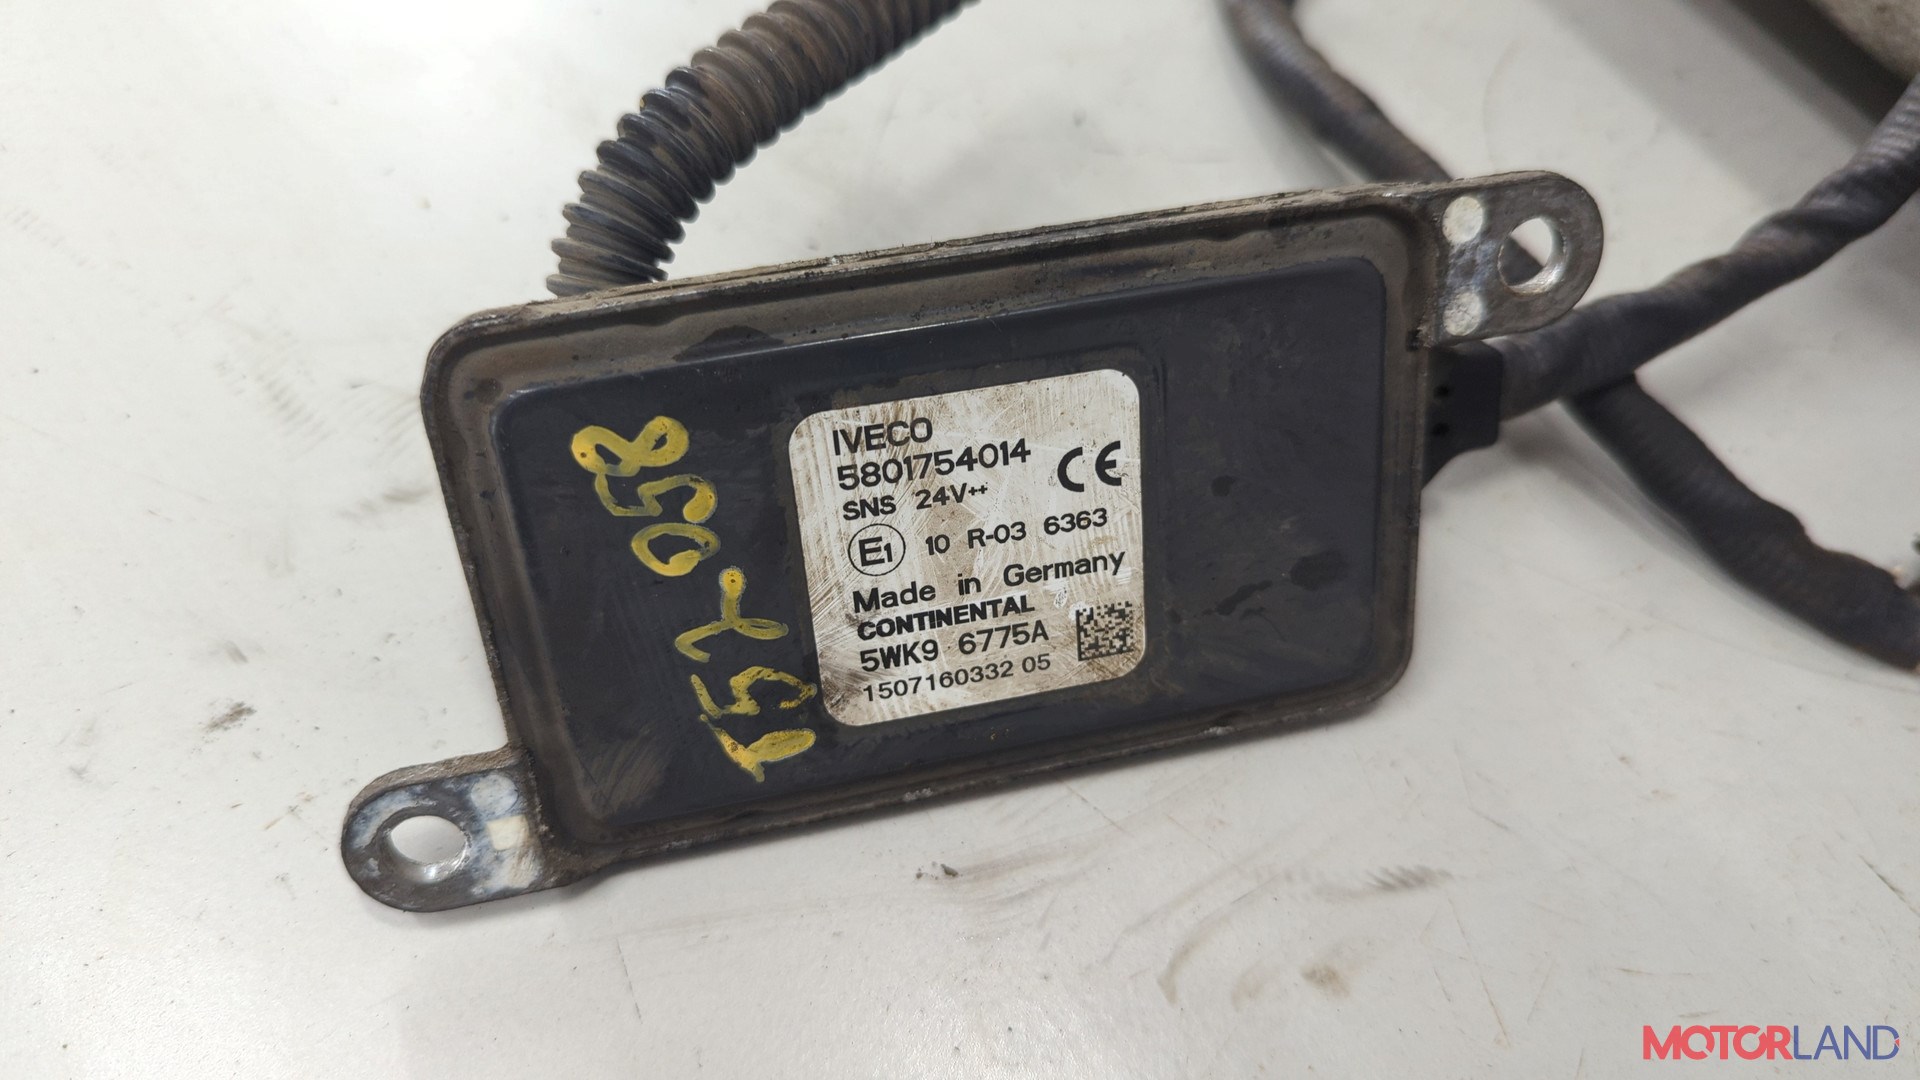 IVECO
5801754014
CE
SNS 24V++
E1 10 R-03 6363
Made in Germany
CONTINENTAL
5WK9 6775A
1507160332 05
058
MOTORLAND